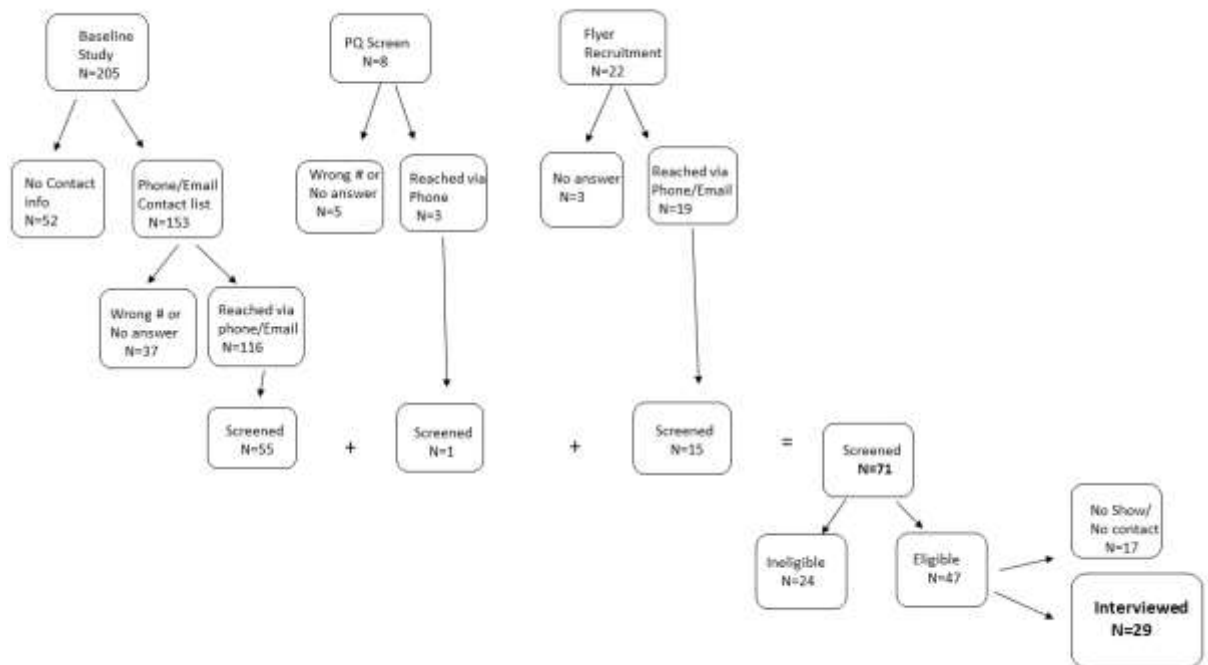 Baseline
Study
N=205
PQ Screen
N=8
Flyer
Recruitment
N=22
No Contact
info
N=52
Phone/Email
Contact list
N=153
Wrong # or
No answer
N=5
Reached via
Phone
N=3
No answer
N=3
Reached via
Phone/Email
N=19
Wrong # or
No answer
N=37
Reached via
phone/Email
N=116
Screened
N=55
+
Screened
N=1
+
Screened
N=15
=
Screened
N=71
Ineligible
N=24
Eligible
N=47
No Show/
No contact
N=17
Interviewed
N=29